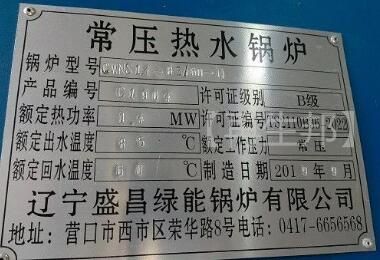 常压热水锅炉
锅炉型号
产品编号 许可证级别 B级
额定热功率 MW 许可证编号
额定出水温度 85 ℃ 额定工作压力 常压
额定回水温度 60 ℃ 制造日期 201 年 月
辽宁盛昌绿能锅炉有限公司
地址：营口市西市区荣华路8号电话：0417-6656568